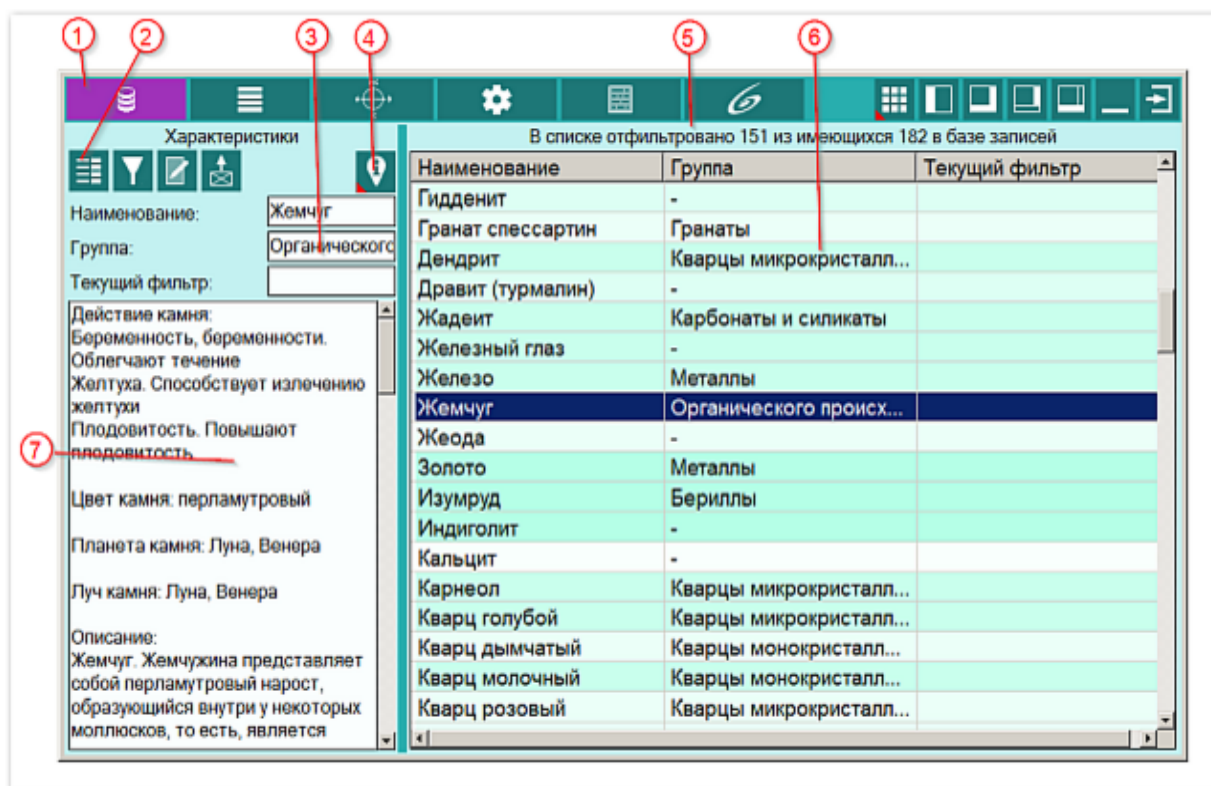 1 2 3 4 5 6
Характеристики
В списке отфильтровано 151 из имеющихся 182 в базе записей
Наименование: Жемчуг
Группа: Органического
Текущий фильтр:
Действие камня:
Беременность, беременности.
Облегчают течение
Желтуха. Способствует излечению
желтухи
Плодовитость. Повышают
плодовитость
7
Цвет камня: перламутровый
Планета камня: Луна, Венера
Луч камня: Луна, Венера
Описание:
Жемчуг. Жемчужина представляет
собой перламутровый нарост,
образующийся внутри у некоторых
моллюсков, то есть, является
Наименование Группа Текущий фильтр
Гидденит -
Гранат спессартин Гранаты
Дендрит Кварцы микрокристалл...
Дравит (турмалин) -
Жадеит Карбонаты и силикаты
Железный глаз -
Железо Металлы
Жемчуг Органического происх...
Жеода -
Золото Металлы
Изумруд Бериллы
Индиголит -
Кальцит -
Карнеол Кварцы микрокристалл...
Кварц голубой Кварцы микрокристалл...
Кварц дымчатый Кварцы монокристалл...
Кварц молочный Кварцы монокристалл...
Кварц розовый Кварцы микрокристалл...